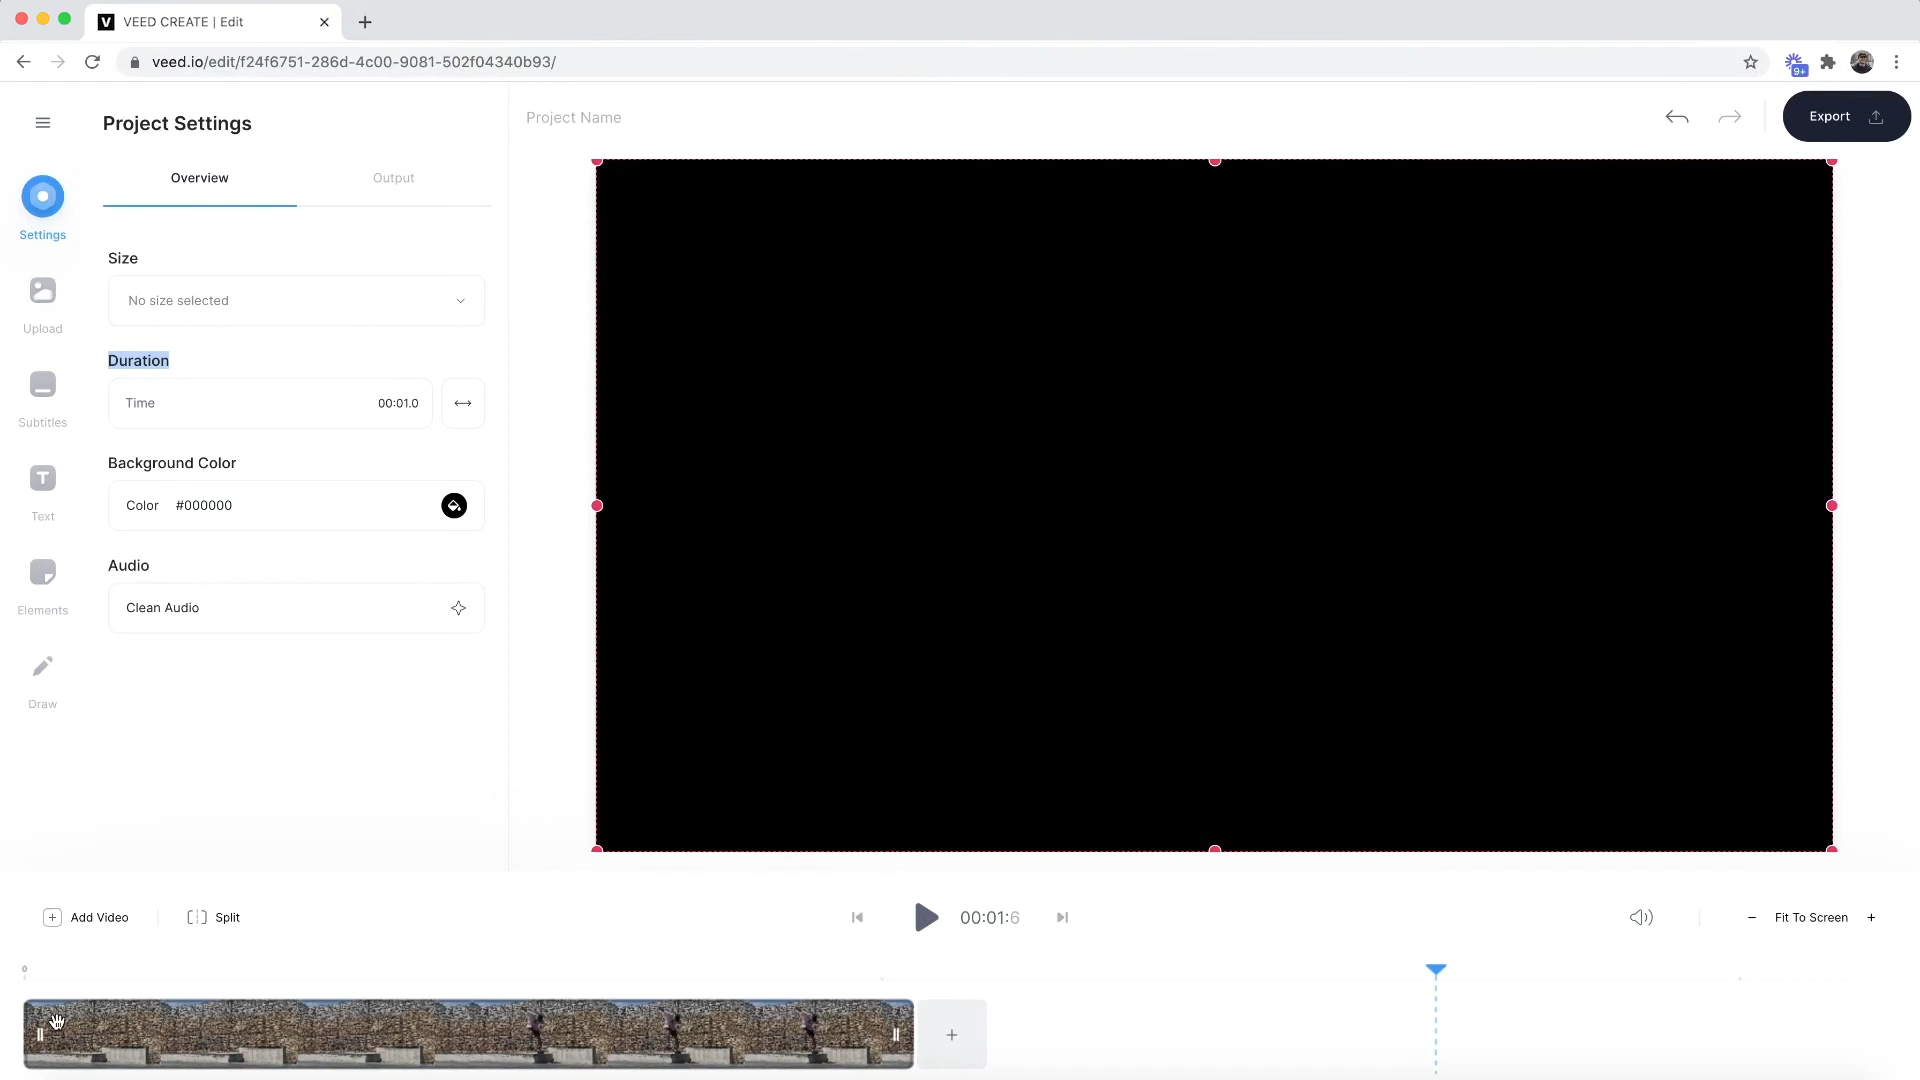 VEED CREATE | Edit
veed.io/edit/f24f6751-286d-4c00-9081-502f04340b93/
9+
Project Settings
Project Name
Export
Overview
Output
Settings
Size
No size selected
Upload
Duration
Time 00:01.0
Subtitles
Background Color
Color #000000
Text
Audio
Clean Audio
Elements
Draw
Add Video
Split
00:01:6
Fit To Screen
0